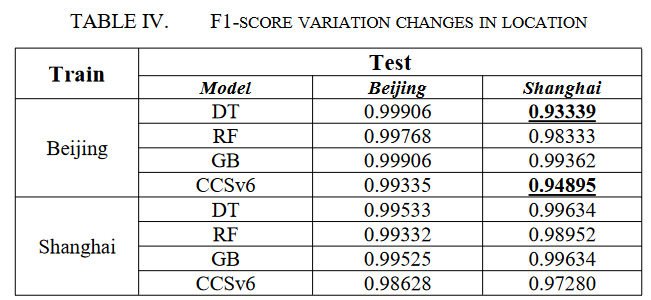 TABLE IV. F1-SCORE VARIATION CHANGES IN LOCATION
Train Test
Model Beijing Shanghai
Beijing DT 0.99906 0.93339
RF 0.99768 0.98333
GB 0.99906 0.99362
CCSv6 0.99335 0.94895
Shanghai DT 0.99533 0.99634
RF 0.99332 0.98952
GB 0.99525 0.99634
CCSv6 0.98628 0.97280